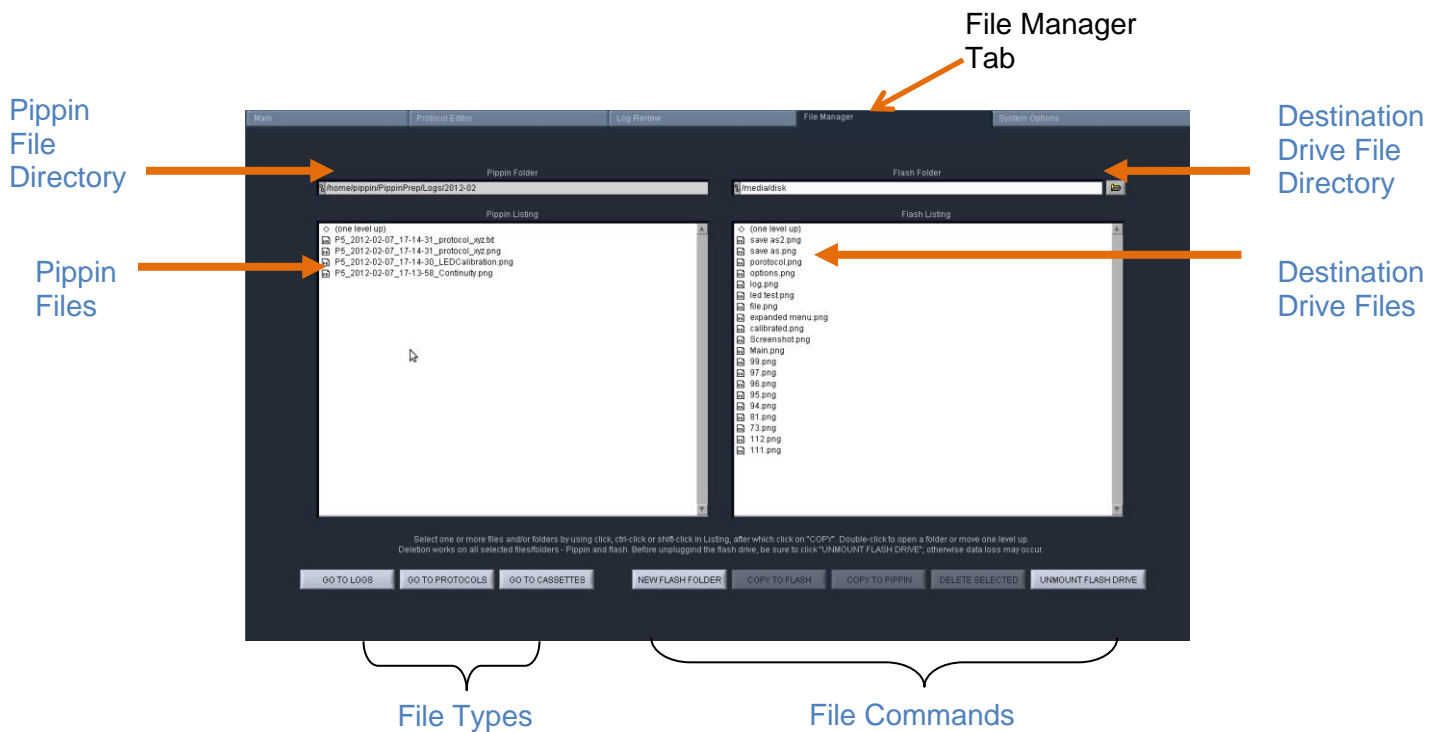 File Manager
Tab
Pippin
File
Directory
Destination
Drive File
Directory
Main
Protocol Editor
Log Review
File Manager
System Options
Pippin Folder
/home/pippin/PippinPrep/Logs/2012-02
Pippin Listing
(one level up)
P5_2012-02-07_17-14-31_protocol_xyz.txt
P5_2012-02-07_17-14-31_protocol_xyz.png
P5_2012-02-07_17-14-30_LEDCalibration.png
P5_2012-02-07_17-13-58_Continuity.png
Flash Folder
/media/disk
Flash Listing
(one level up)
save as2.png
save as.png
porotocol.png
options.png
log.png
led test.png
file.png
expanded menu.png
calibrated.png
Screenshot.png
Main.png
99.png
97.png
96.png
95.png
94.png
81.png
73.png
112.png
111.png
Pippin
Files
Destination
Drive Files
Select one or more files and/or folders by using click, ctrl-click or shift-click in Listing, after which click on "COPY". Double-click to open a folder or move one level up.
Deletion works on all selected files/folders - Pippin and flash. Before unpluggind the flash drive, be sure to click "UNMOUNT FLASH DRIVE", otherwise data loss may occur.
GO TO LOGS
GO TO PROTOCOLS
GO TO CASSETTES
NEW FLASH FOLDER
COPY TO FLASH
COPY TO PIPPIN
DELETE SELECTED
UNMOUNT FLASH DRIVE
File Types
File Commands